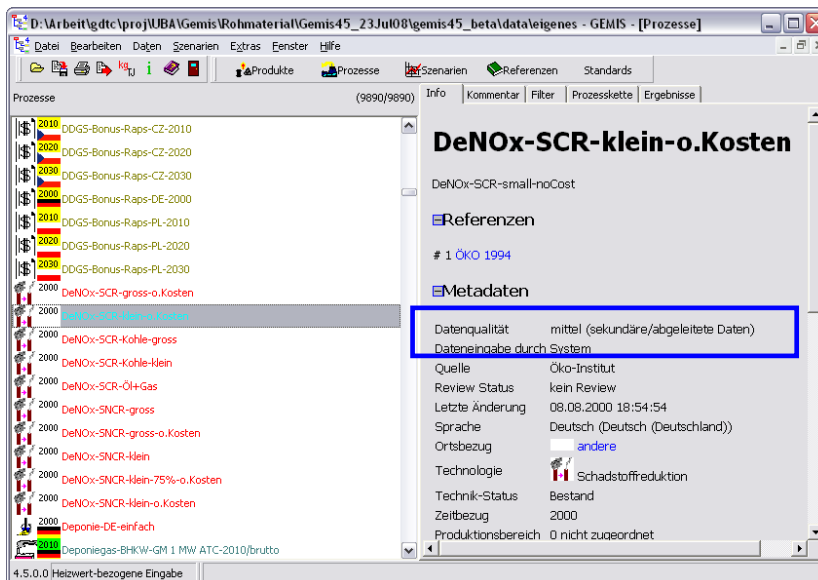 D:\Arbeit\gdtc\proj\UBA\Gemis\Rohmaterial\Gemis45_23Jul08\gemis45_beta\data\eigenes - GEMIS - [Prozesse]
Datei Bearbeiten Daten Szenarien Extras Fenster Hilfe
kg TJ i Produkte Prozesse Szenarien Referenzen Standards
Prozesse (9890/9890)
2010 DDGS-Bonus-Raps-CZ-2010
2020 DDGS-Bonus-Raps-CZ-2020
2030 DDGS-Bonus-Raps-CZ-2030
2000 DDGS-Bonus-Raps-DE-2000
2010 DDGS-Bonus-Raps-PL-2010
2020 DDGS-Bonus-Raps-PL-2020
2030 DDGS-Bonus-Raps-PL-2030
2000 DeNOx-SCR-gross-o.Kosten
2000 DeNOx-SCR-klein-o.Kosten
2000 DeNOx-SCR-Kohle-gross
2000 DeNOx-SCR-Kohle-klein
2000 DeNOx-SCR-Öl+Gas
2000 DeNOx-SNCR-gross
2000 DeNOx-SNCR-gross-o.Kosten
2000 DeNOx-SNCR-klein
2000 DeNOx-SNCR-klein-75%-o.Kosten
2000 DeNOx-SNCR-klein-o.Kosten
2000 Deponie-DE-einfach
2010 Deponiegas-BHKW-GM 1 MW ATC-2010/brutto
Info Kommentar Filter Prozesskette Ergebnisse
DeNOx-SCR-klein-o.Kosten
DeNOx-SCR-small-noCost
Referenzen
# 1 ÖKO 1994
Metadaten
Datenqualität mittel (sekundäre/abgeleitete Daten)
Dateneingabe durch System
Quelle Öko-Institut
Review Status kein Review
Letzte Änderung 08.08.2000 18:54:54
Sprache Deutsch (Deutsch (Deutschland))
Ortsbezug andere
Technologie Schadstoffreduktion
Technik-Status Bestand
Zeitbezug 2000
Produktionsbereich 0 nicht zugeordnet
4.5.0.0 Heizwert-bezogene Eingabe